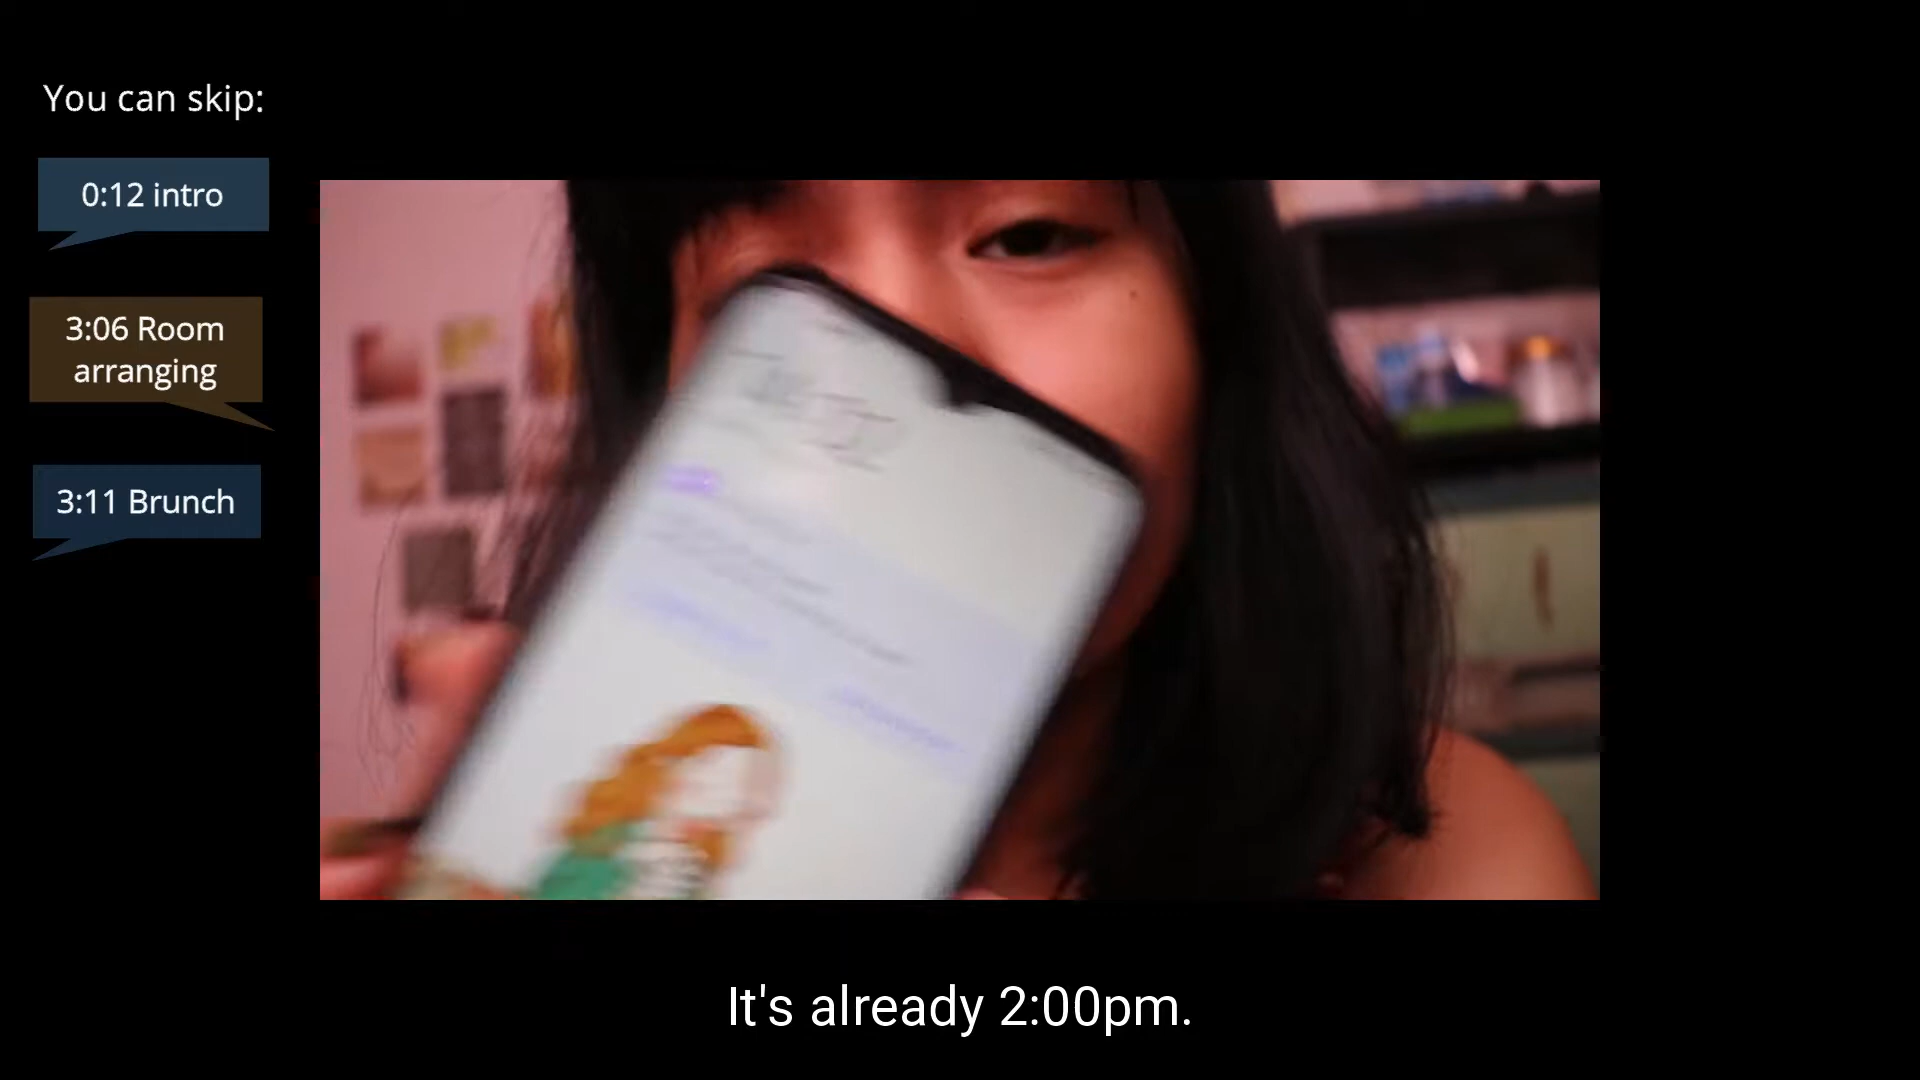 You can skip:
0:12 intro
3:06 Room
arranging
3:11 Brunch
It's already 2:00pm.